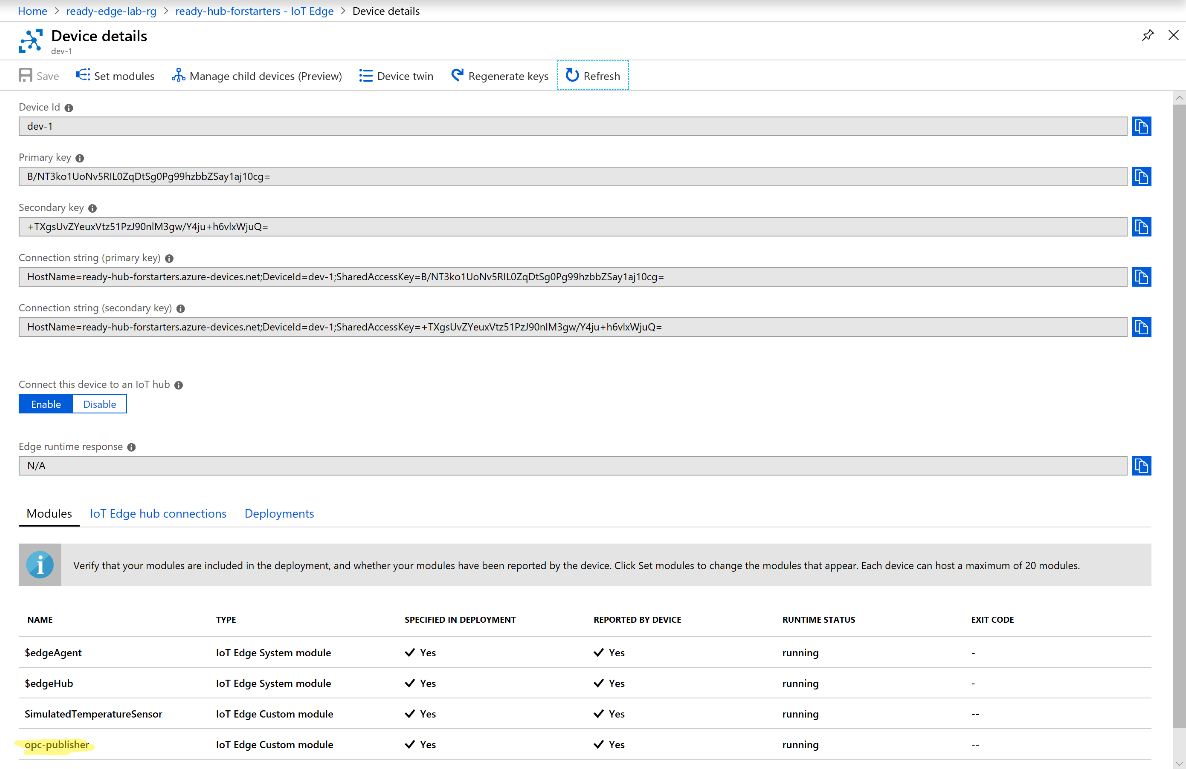 Home > ready-edge-lab-rg > ready-hub-forstarters - IoT Edge > Device details
Device details
dev-1
Save Set modules Manage child devices (Preview) Device twin Regenerate keys Refresh
Device Id
dev-1
Primary key
B/NT3ko1UoNv5RIL0ZqDtSg0Pg99hzbbZSay1aj10cg=
Secondary key
+TXgsUvZYeuxVtz51PzJ90nlM3gw/Y4ju+h6vlxWjuQ=
Connection string (primary key)
HostName=ready-hub-forstarters.azure-devices.net;DeviceId=dev-1;SharedAccessKey=B/NT3ko1UoNv5RIL0ZqDtSg0Pg99hzbbZSay1aj10cg=
Connection string (secondary key)
HostName=ready-hub-forstarters.azure-devices.net;DeviceId=dev-1;SharedAccessKey=+TXgsUvZYeuxVtz51PzJ90nlM3gw/Y4ju+h6vlxWjuQ=
Connect this device to an IoT hub
Enable Disable
Edge runtime response
N/A
Modules IoT Edge hub connections Deployments
Verify that your modules are included in the deployment, and whether your modules have been reported by the device. Click Set modules to change the modules that appear. Each device can host a maximum of 20 modules.
NAME TYPE SPECIFIED IN DEPLOYMENT REPORTED BY DEVICE RUNTIME STATUS EXIT CODE
$edgeAgent IoT Edge System module Yes Yes running -
$edgeHub IoT Edge System module Yes Yes running -
SimulatedTemperatureSensor IoT Edge Custom module Yes Yes running --
opc-publisher IoT Edge Custom module Yes Yes running --